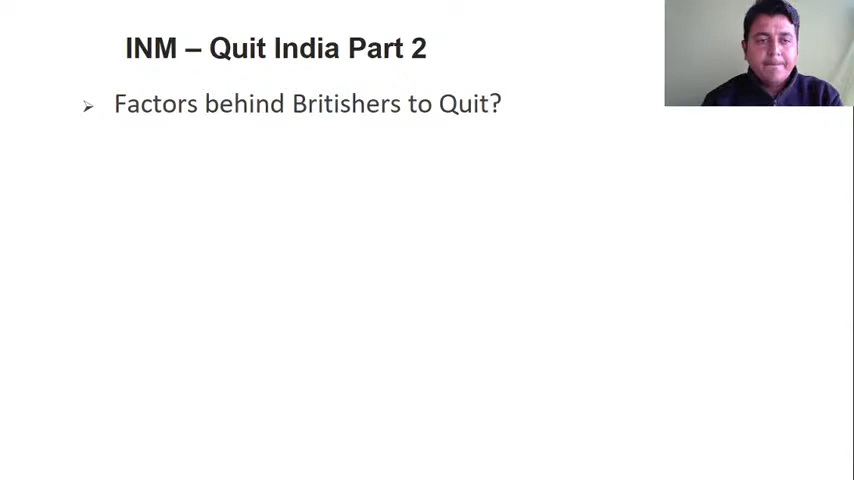 INM – Quit India Part 2
➢ Factors behind Britishers to Quit?